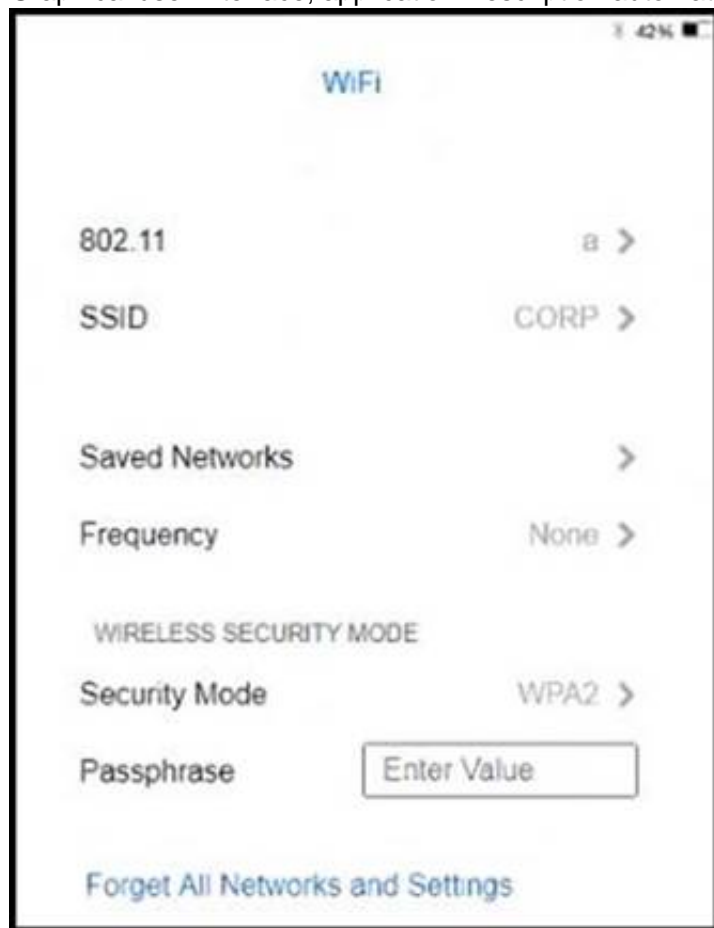 42%
WiFi
802.11 a >
SSID CORP >
Saved Networks >
Frequency None >
WIRELESS SECURITY MODE
Security Mode WPA2 >
Passphrase Enter Value
Forget All Networks and Settings